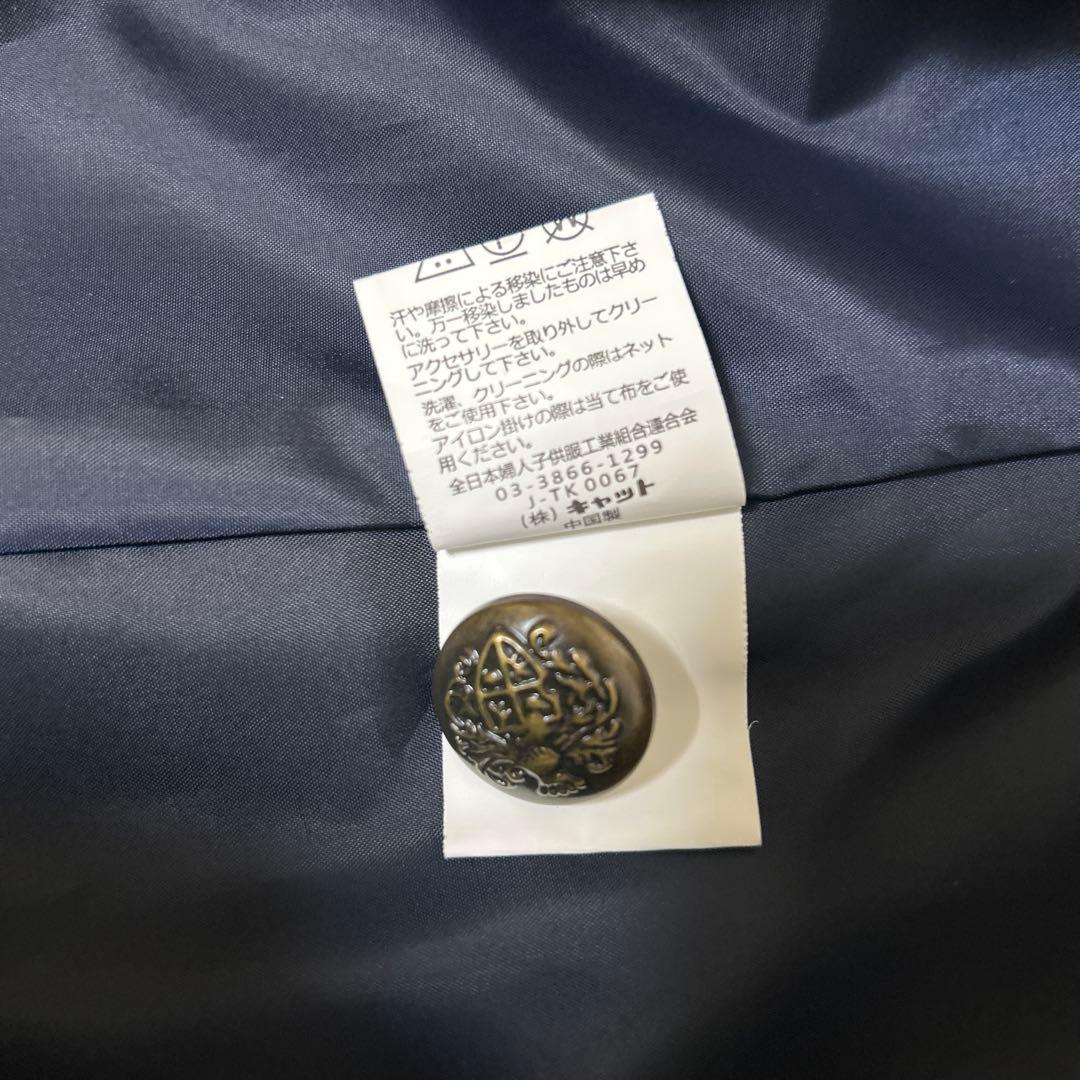 汗や摩擦による移染にご注意下さ
い。万一移染しましたものは早め
に洗って下さい。
アクセサリーを取り外してクリー
ニングして下さい。
洗濯、クリーニングの際はネット
をご使用下さい。
アイロン掛けの際は当て布をご使
用ください。
全日本婦人子供服工業組合連合会
03-3866-1299
J-TK 0067
(株) キャット
中国製